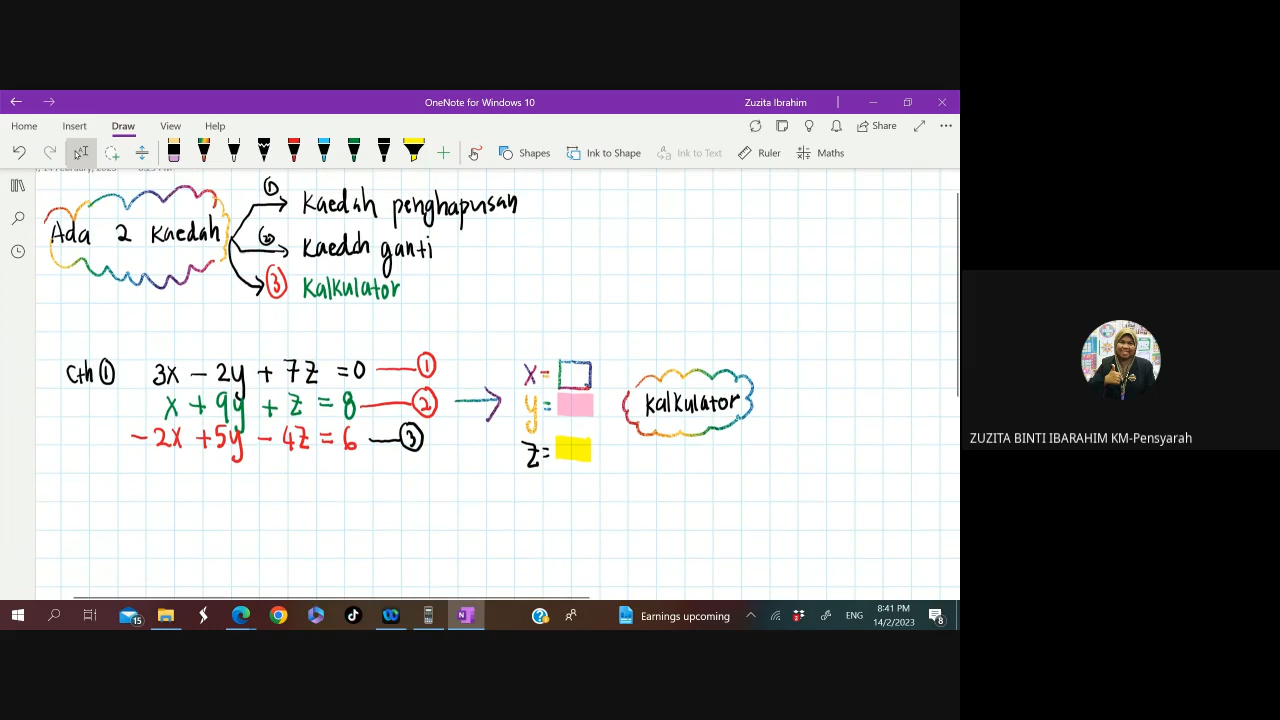 OneNote for Windows 10
Zuzita Ibrahim
Home Insert Draw View Help
Share
Shapes Ink to Shape Ink to Text Ruler Maths
Ada 2 Kaedah
① Kaedah penghapusan
② Kaedah ganti
③ Kalkulator
Cth ① 3x - 2y + 7z = 0 ①
x + 9y + z = 8 ②
-2x + 5y - 4z = 6 ③
x =
y =
z =
Kalkulator
ZUZITA BINTI IBARAHIM KM-Pensyarah
15
Earnings upcoming
2
ENG
8:41 PM
14/2/2023
8